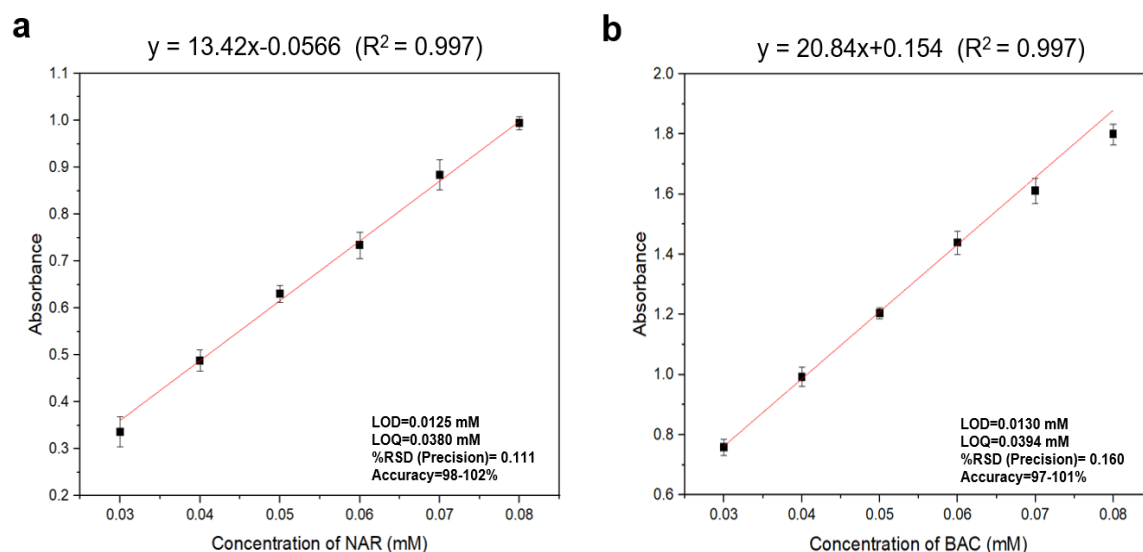 a
y = 13.42x-0.0566 (R² = 0.997)
1.1
1.0
0.9
0.8
0.7
0.6
0.5
0.4
0.3
0.2
Absorbance
LOD=0.0125 mM
LOQ=0.0380 mM
%RSD (Precision)= 0.111
Accuracy=98-102%
0.03 0.04 0.05 0.06 0.07 0.08
Concentration of NAR (mM)
b
y = 20.84x+0.154 (R² = 0.997)
2.0
1.8
1.6
1.4
1.2
1.0
0.8
0.6
Absorbance
LOD=0.0130 mM
LOQ=0.0394 mM
%RSD (Precision)= 0.160
Accuracy=97-101%
0.03 0.04 0.05 0.06 0.07 0.08
Concentration of BAC (mM)